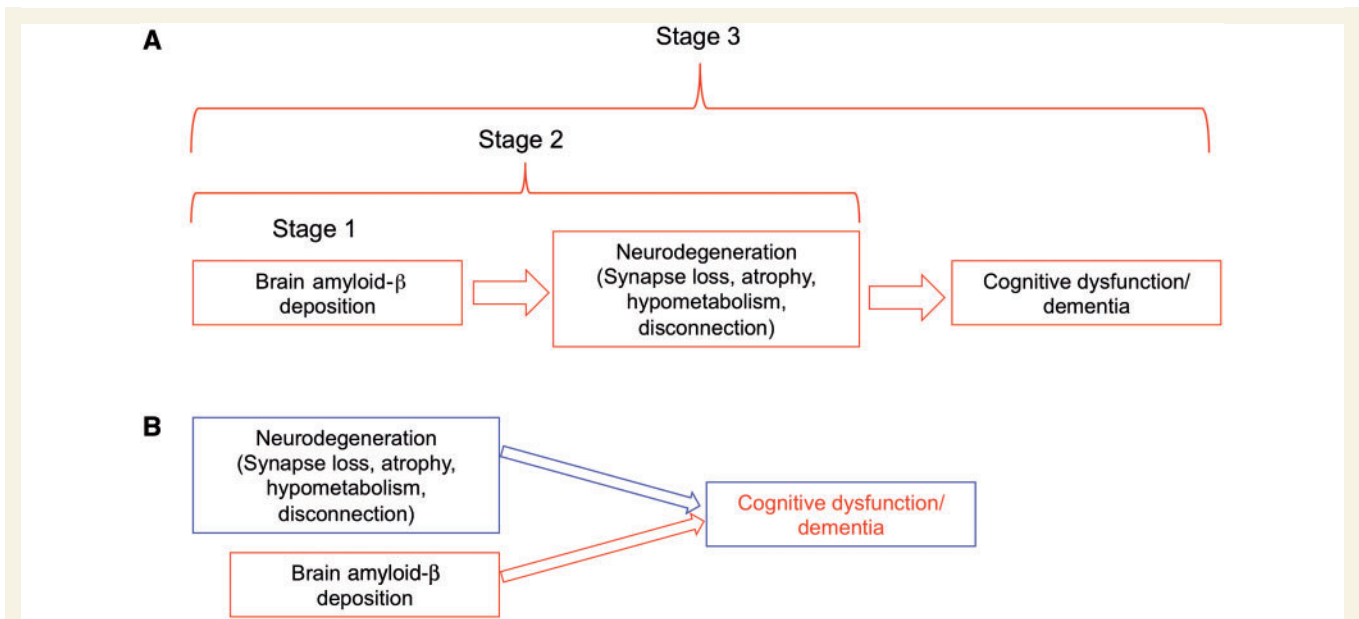 A
Stage 3
Stage 2
Stage 1
Brain amyloid-β
deposition
Neurodegeneration
(Synapse loss, atrophy,
hypometabolism,
disconnection)
Cognitive dysfunction/
dementia
B
Neurodegeneration
(Synapse loss, atrophy,
hypometabolism,
disconnection)
Cognitive dysfunction/
dementia
Brain amyloid-β
deposition